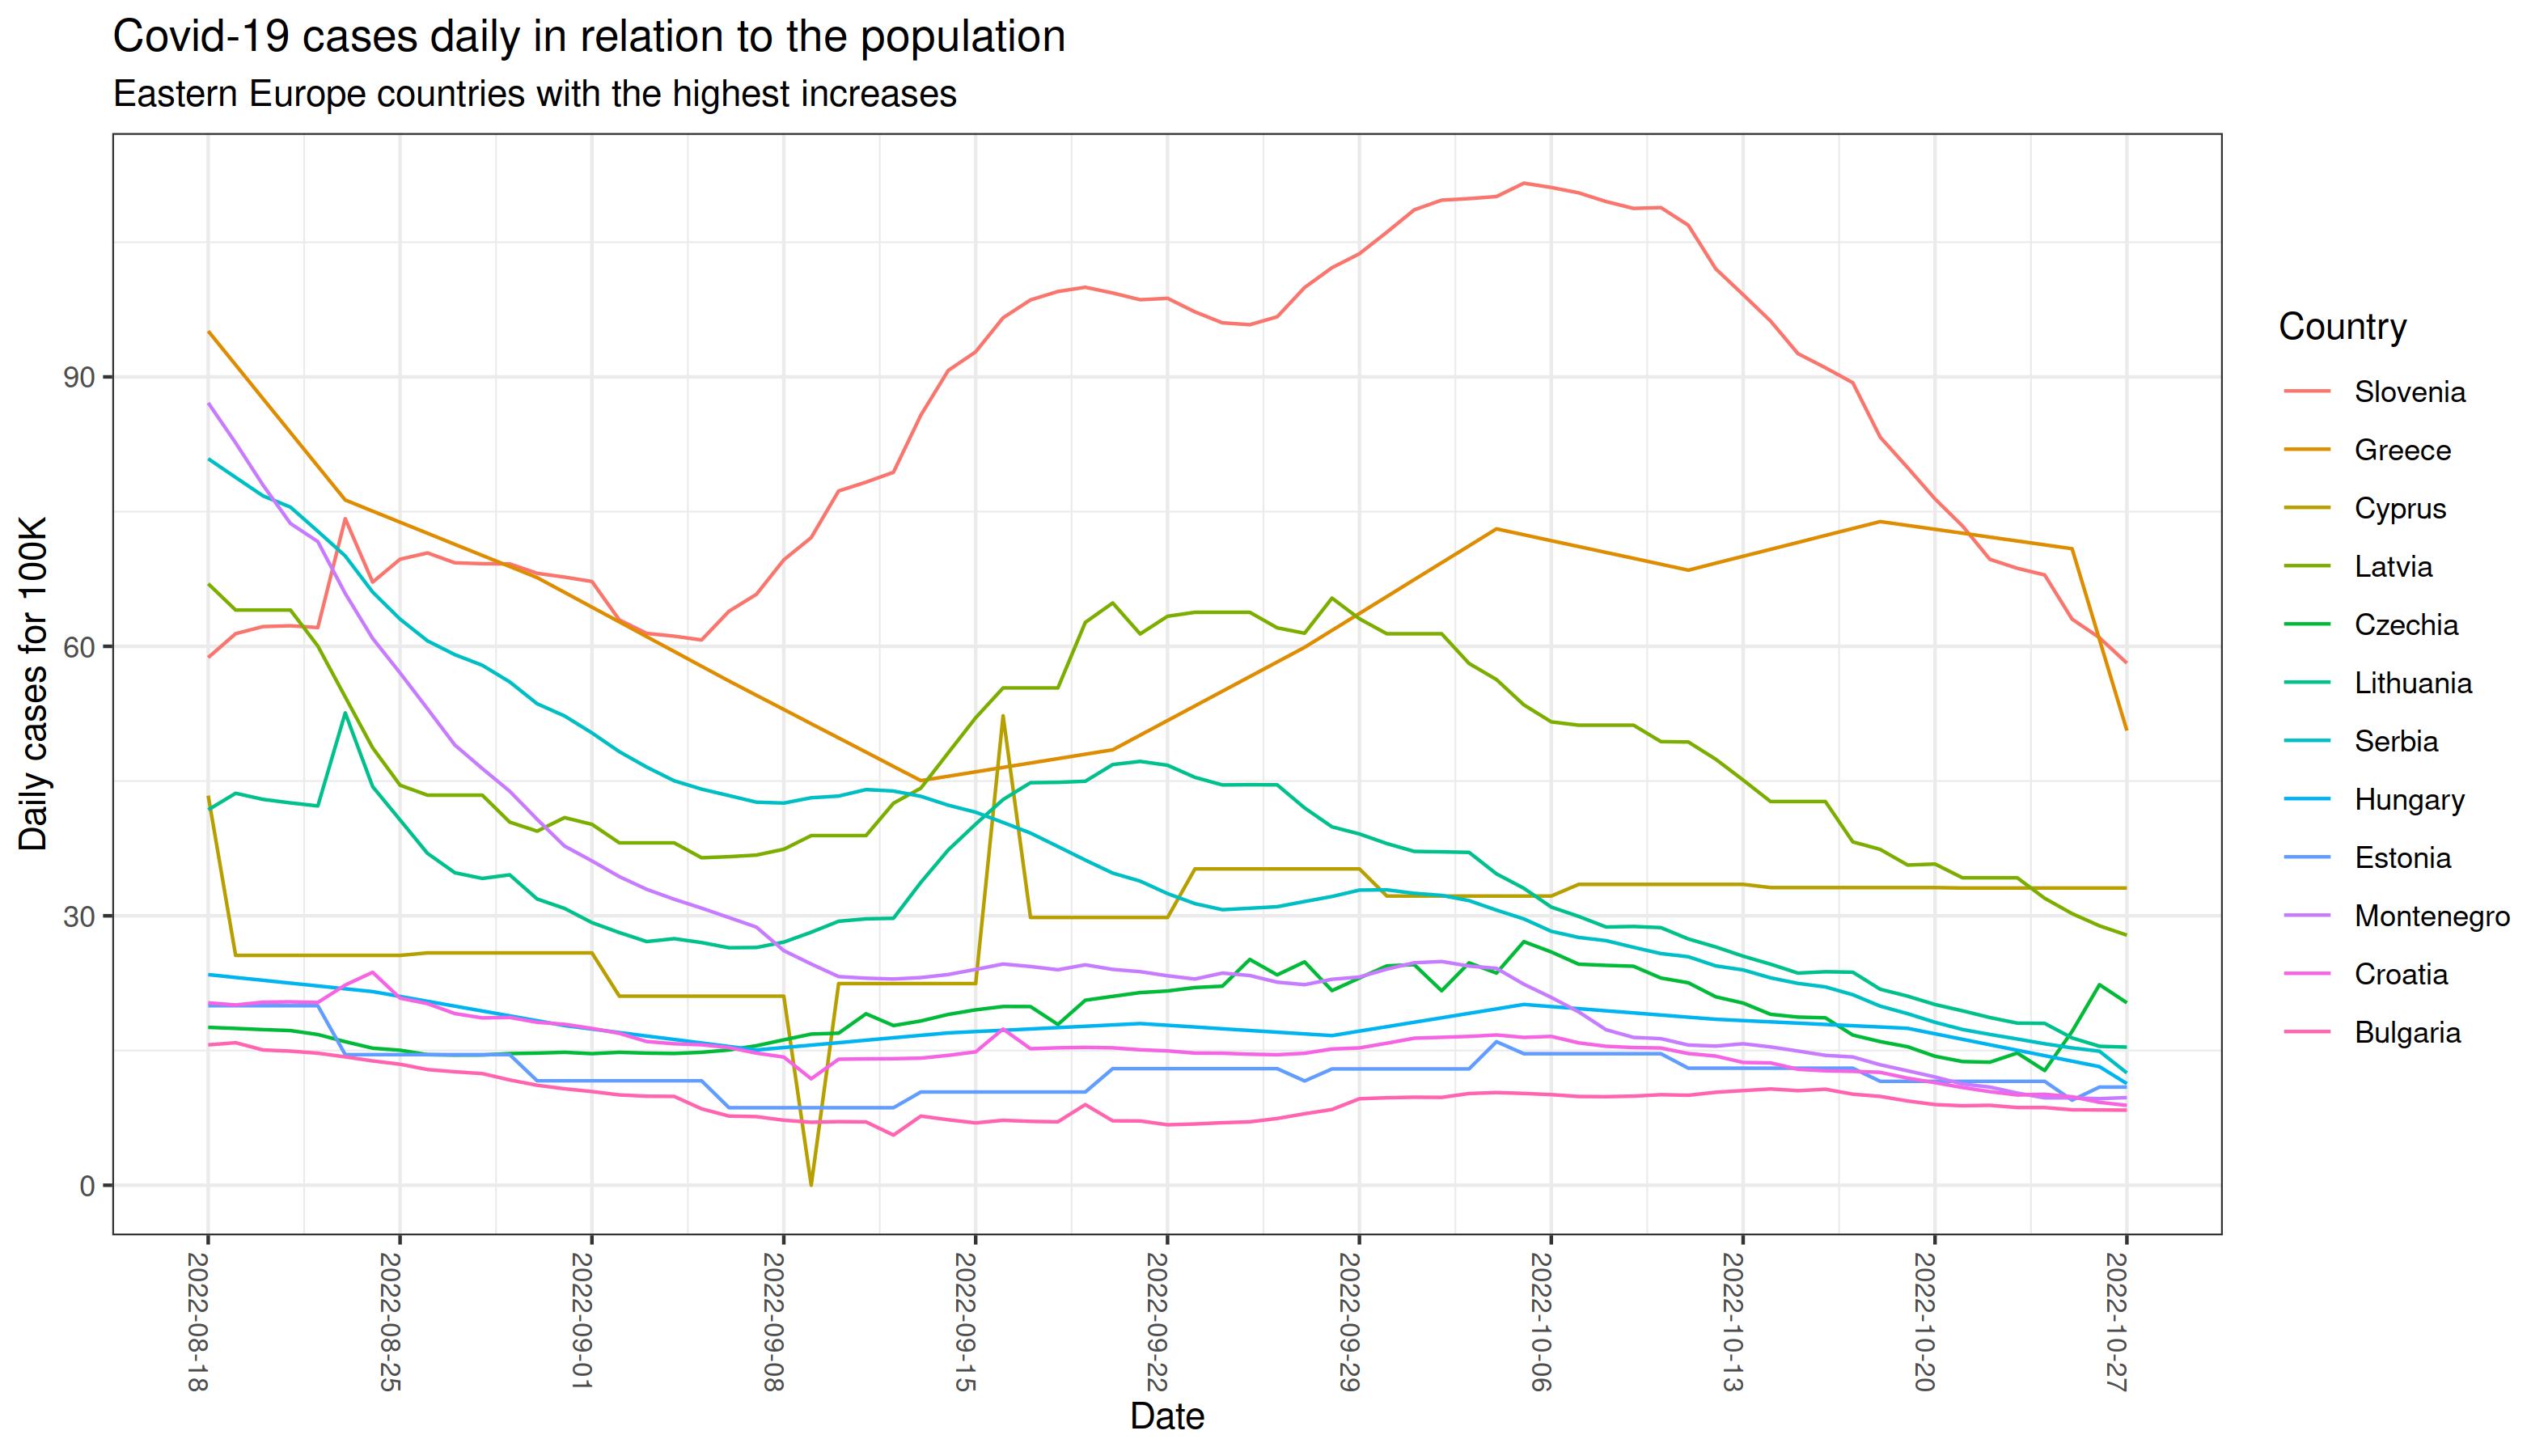 Covid-19 cases daily in relation to the population
Eastern Europe countries with the highest increases
Daily cases for 100K
90
60
30
0
2022-08-18
2022-08-25
2022-09-01
2022-09-08
2022-09-15
2022-09-22
2022-09-29
2022-10-06
2022-10-13
2022-10-20
2022-10-27
Date
Country
Slovenia
Greece
Cyprus
Latvia
Czechia
Lithuania
Serbia
Hungary
Estonia
Montenegro
Croatia
Bulgaria